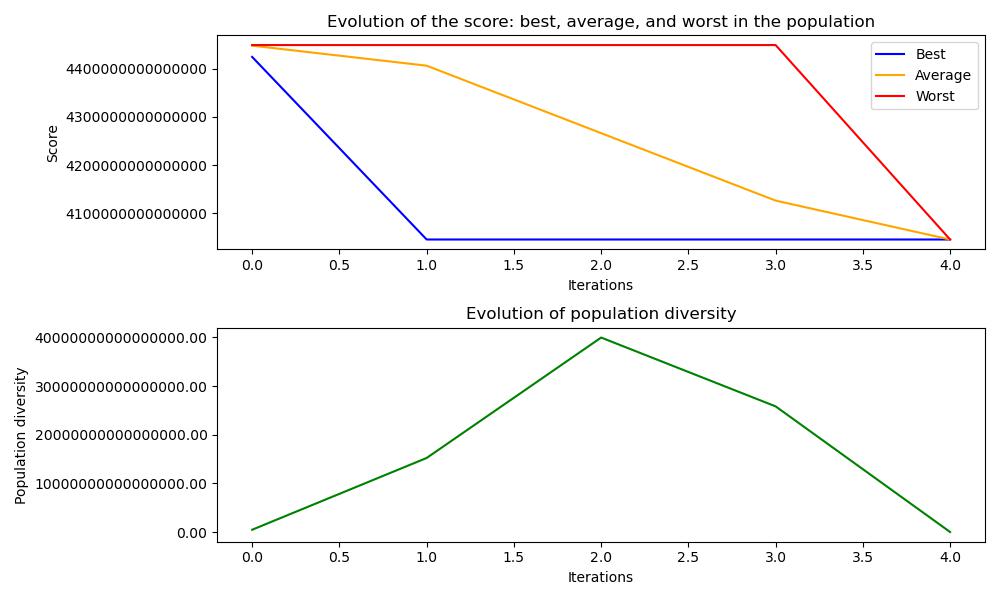 Evolution of the score: best, average, and worst in the population
Best
Average
Worst
4400000000000000
4300000000000000
4200000000000000
4100000000000000
Score
0.0 0.5 1.0 1.5 2.0 2.5 3.0 3.5 4.0
Iterations
Evolution of population diversity
40000000000000000.00
30000000000000000.00
20000000000000000.00
10000000000000000.00
0.00
Population diversity
0.0 0.5 1.0 1.5 2.0 2.5 3.0 3.5 4.0
Iterations